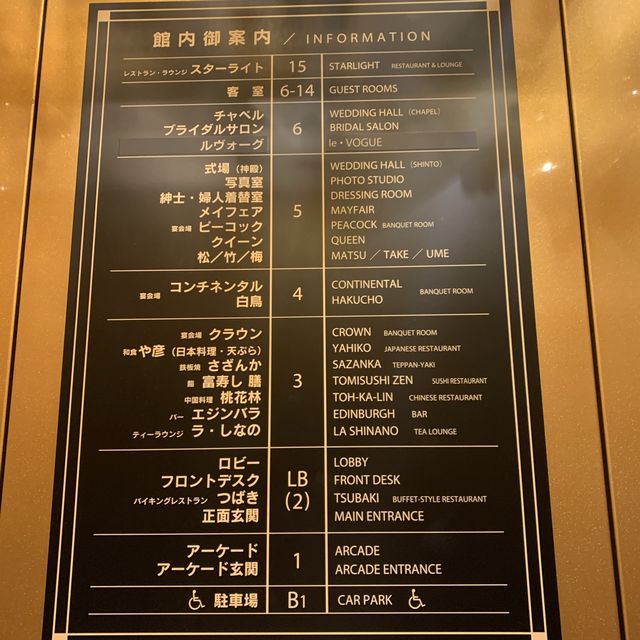 館内御案内 / INFORMATION
レストラン・ラウンジ スターライト 15 STARLIGHT RESTAURANT & LOUNGE
客 室 6-14 GUEST ROOMS
チャペル WEDDING HALL (CHAPEL)
ブライダルサロン 6 BRIDAL SALON
ルヴォーグ le・VOGUE
式場(神殿) WEDDING HALL (SHINTO)
写真室 PHOTO STUDIO
紳士・婦人着替室 DRESSING ROOM
メイフェア 5 MAYFAIR
宴会場 ピーコック PEACOCK BANQUET ROOM
クイーン QUEEN
松/竹/梅 MATSU / TAKE / UME
宴会場 コンチネンタル 4 CONTINENTAL BANQUET ROOM
白鳥 HAKUCHO
宴会場 クラウン CROWN BANQUET ROOM
和食 や彦(日本料理・天ぷら) YAHIKO JAPANESE RESTAURANT
鉄板焼 さざんか SAZANKA TEPPAN-YAKI
鮨 富寿し 膳 3 TOMISUSHI ZEN SUSHI RESTAURANT
中国料理 桃花林 TOH-KA-LIN CHINESE RESTAURANT
バー エジンバラ EDINBURGH BAR
ティーラウンジ ラ・しなの LA SHINANO TEA LOUNGE
ロビー LOBBY
フロントデスク LB FRONT DESK
バイキングレストラン つばき (2) TSUBAKI BUFFET-STYLE RESTAURANT
正面玄関 MAIN ENTRANCE
アーケード 1 ARCADE
アーケード玄関 ARCADE ENTRANCE
駐車場 B1 CAR PARK